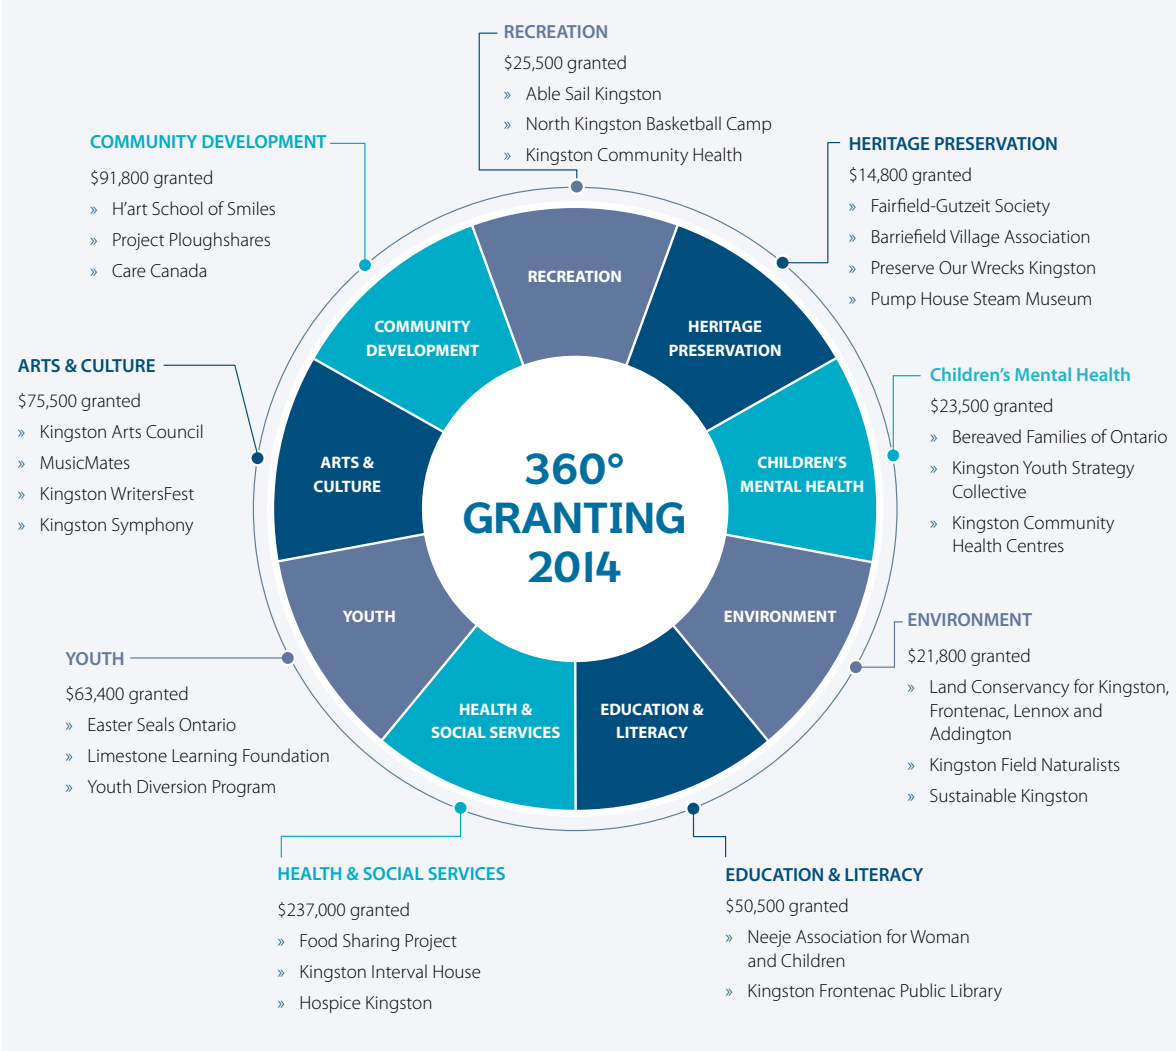 RECREATION
$25,500 granted
» Able Sail Kingston
» North Kingston Basketball Camp
» Kingston Community Health
HERITAGE PRESERVATION
$14,800 granted
» Fairfield-Gutzeit Society
» Barriefield Village Association
» Preserve Our Wrecks Kingston
» Pump House Steam Museum
Children's Mental Health
$23,500 granted
» Bereaved Families of Ontario
» Kingston Youth Strategy
Collective
» Kingston Community
Health Centres
ENVIRONMENT
$21,800 granted
» Land Conservancy for Kingston,
Frontenac, Lennox and
Addington
» Kingston Field Naturalists
» Sustainable Kingston
EDUCATION & LITERACY
$50,500 granted
» Neeje Association for Woman
and Children
» Kingston Frontenac Public Library
HEALTH & SOCIAL SERVICES
$237,000 granted
» Food Sharing Project
» Kingston Interval House
» Hospice Kingston
YOUTH
$63,400 granted
» Easter Seals Ontario
» Limestone Learning Foundation
» Youth Diversion Program
ARTS & CULTURE
$75,500 granted
» Kingston Arts Council
» MusicMates
» Kingston WritersFest
» Kingston Symphony
COMMUNITY DEVELOPMENT
$91,800 granted
» H'art School of Smiles
» Project Ploughshares
» Care Canada
RECREATION
HERITAGE
PRESERVATION
CHILDREN'S
MENTAL HEALTH
ENVIRONMENT
EDUCATION &
LITERACY
HEALTH &
SOCIAL SERVICES
YOUTH
ARTS &
CULTURE
COMMUNITY
DEVELOPMENT
360°
GRANTING
2014